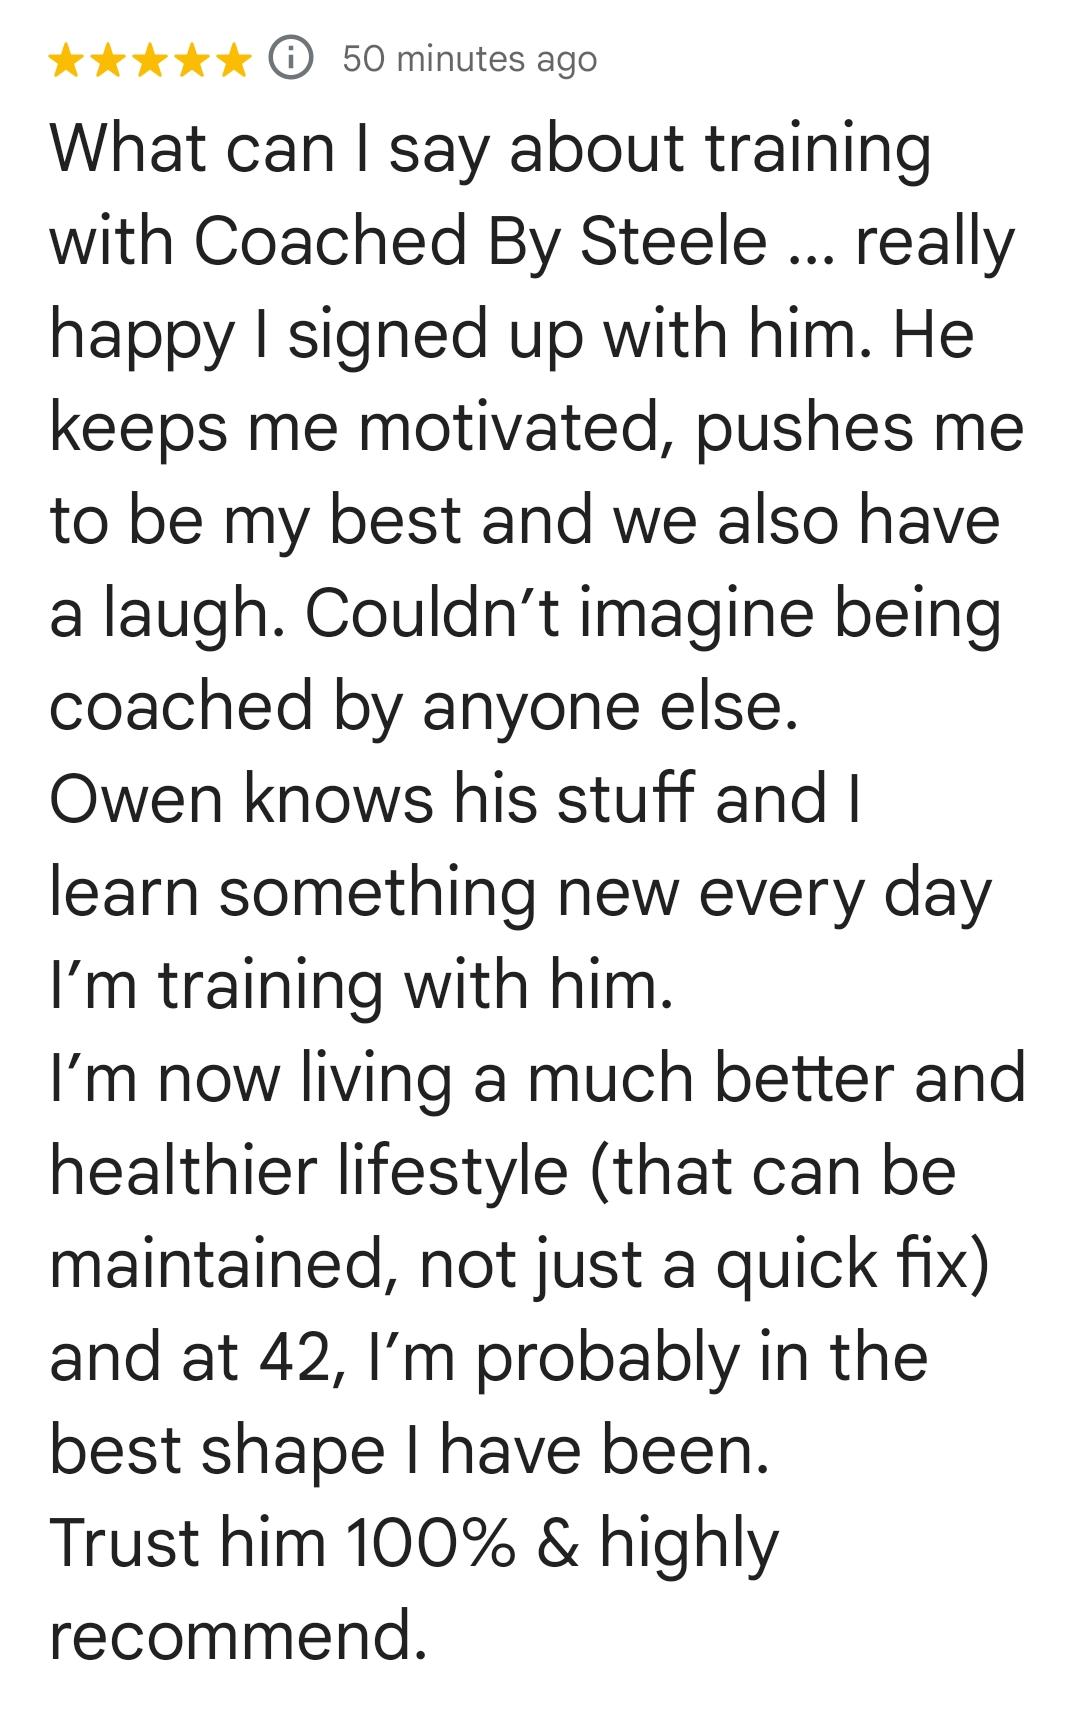 50 minutes ago
What can I say about training
with Coached By Steele ... really
happy I signed up with him. He
keeps me motivated, pushes me
to be my best and we also have
a laugh. Couldn’t imagine being
coached by anyone else.
Owen knows his stuff and I
learn something new every day
I’m training with him.
I’m now living a much better and
healthier lifestyle (that can be
maintained, not just a quick fix)
and at 42, I’m probably in the
best shape I have been.
Trust him 100% & highly
recommend.